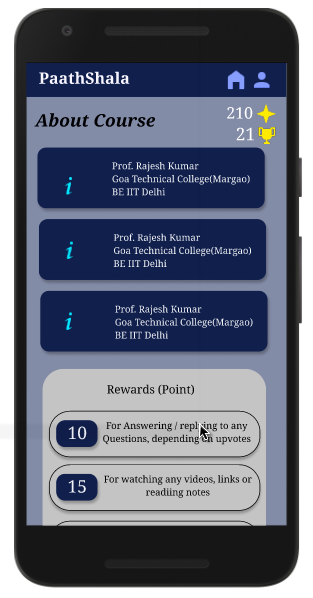 PaathShala
About Course
210
21
i
Prof. Rajesh Kumar
Goa Technical College(Margao)
BE IIT Delhi
i
Prof. Rajesh Kumar
Goa Technical College(Margao)
BE IIT Delhi
i
Prof. Rajesh Kumar
Goa Technical College(Margao)
BE IIT Delhi
Rewards (Point)
10
For Answering / replying to any
Questions, depending on upvotes
15
For watching any videos, links or
readiing notes